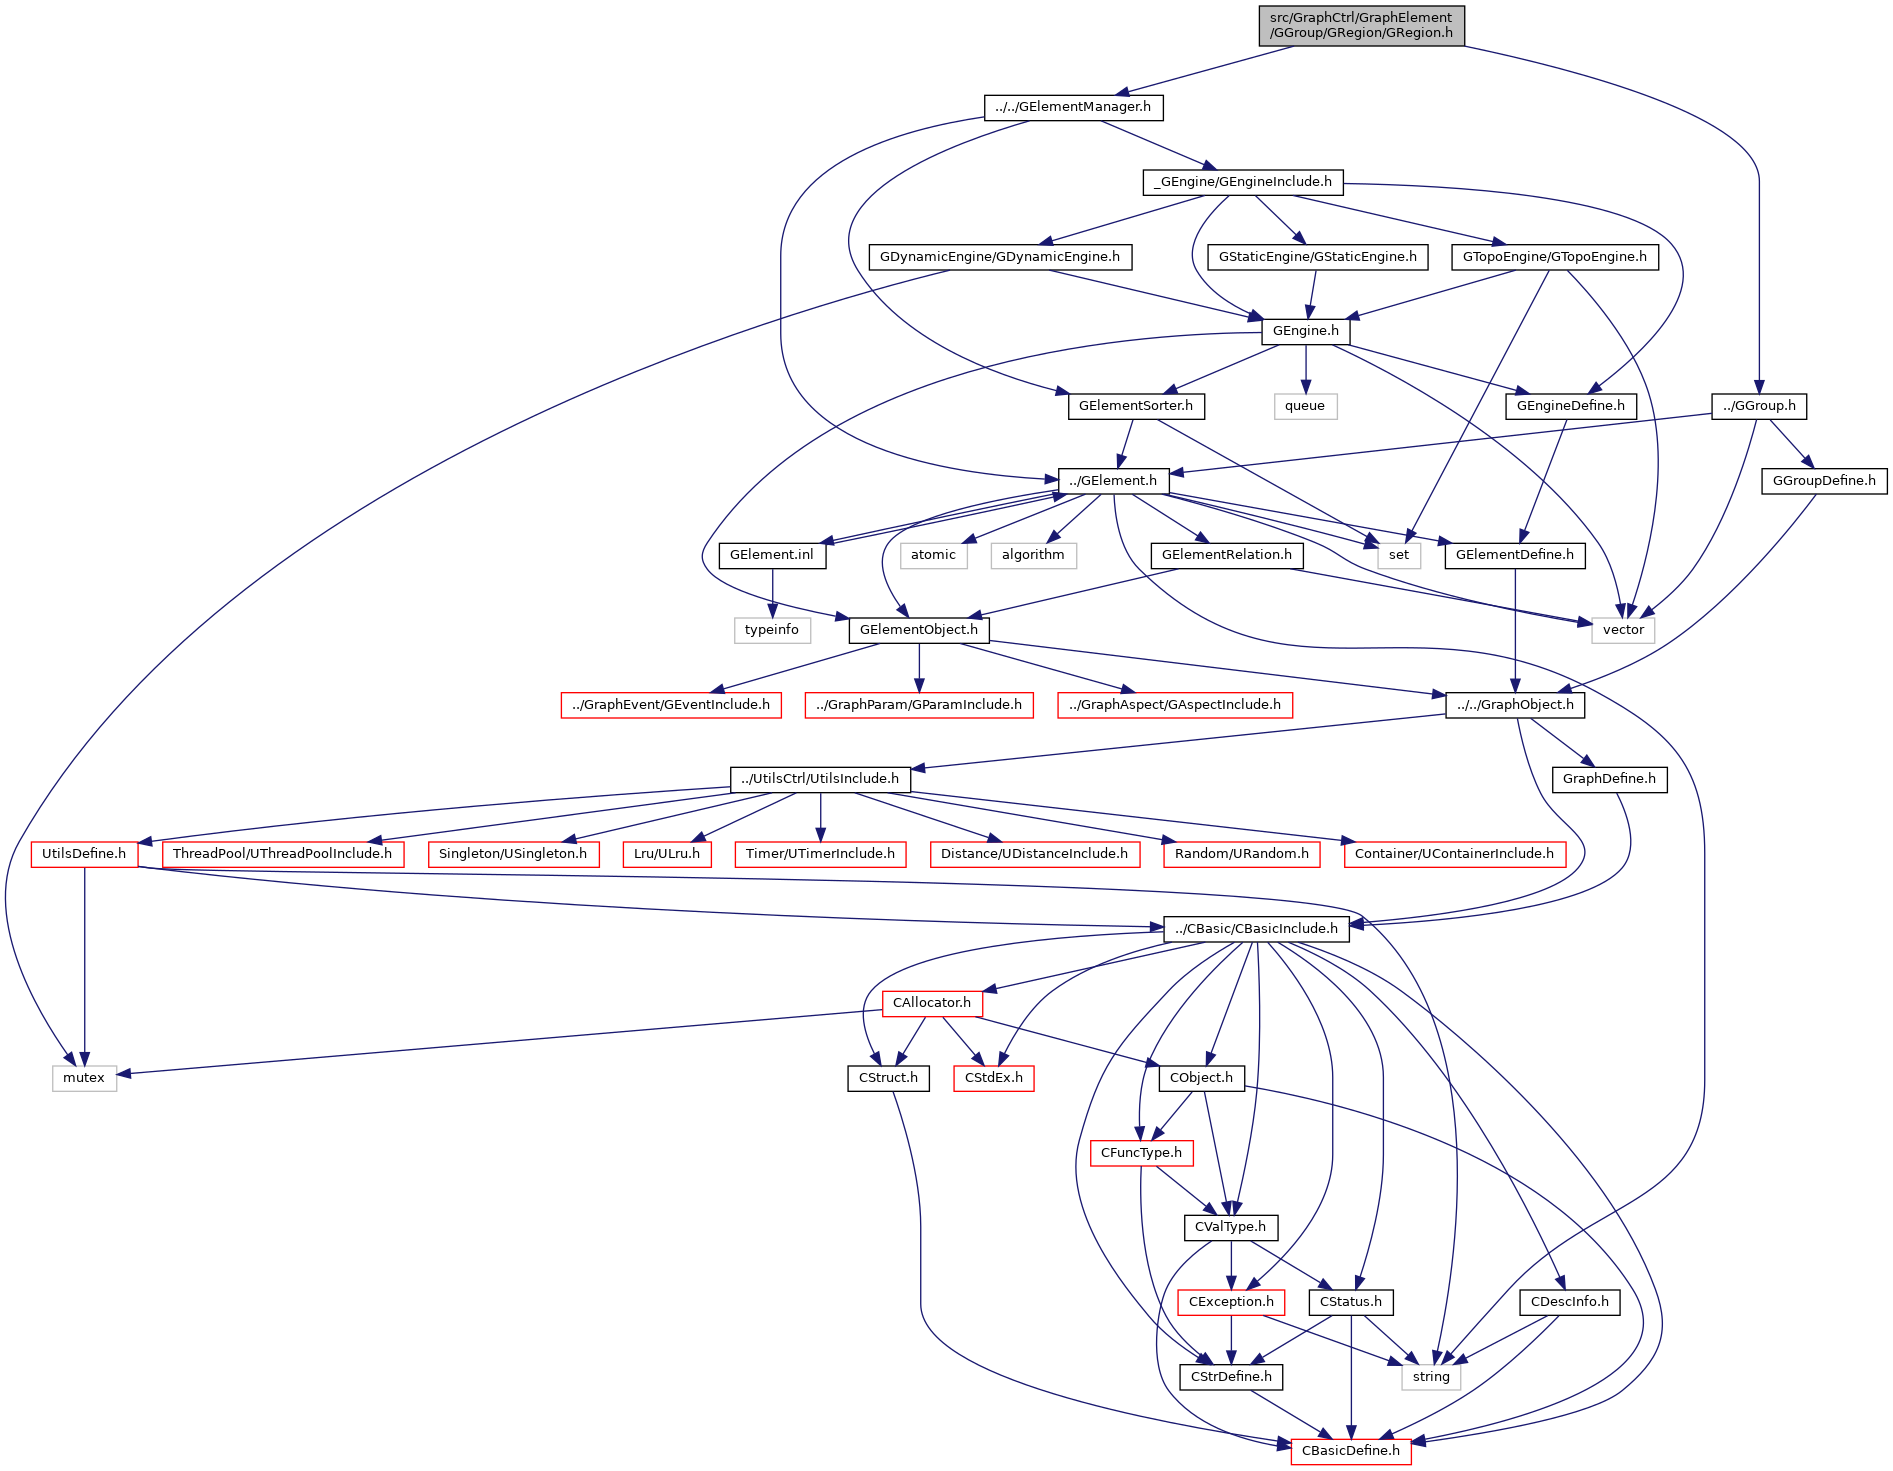 src/GraphCtrl/GraphElement
/GGroup/GRegion/GRegion.h
../../GElementManager.h
_GEngine/GEngineInclude.h
GDynamicEngine/GDynamicEngine.h
GStaticEngine/GStaticEngine.h
GTopoEngine/GTopoEngine.h
GEngine.h
GElementSorter.h
queue
GEngineDefine.h
../GGroup.h
../GElement.h
GGroupDefine.h
GElement.inl
atomic
algorithm
GElementRelation.h
set
GElementDefine.h
typeinfo
GElementObject.h
vector
../GraphEvent/GEventInclude.h
../GraphParam/GParamInclude.h
../GraphAspect/GAspectInclude.h
../../GraphObject.h
../UtilsCtrl/UtilsInclude.h
GraphDefine.h
UtilsDefine.h
ThreadPool/UThreadPoolInclude.h
Singleton/USingleton.h
Lru/ULru.h
Timer/UTimerInclude.h
Distance/UDistanceInclude.h
Random/URandom.h
Container/UContainerInclude.h
../CBasic/CBasicInclude.h
CAllocator.h
mutex
CStruct.h
CStdEx.h
CObject.h
CFuncType.h
CValType.h
CException.h
CStatus.h
CDescInfo.h
CStrDefine.h
string
CBasicDefine.h